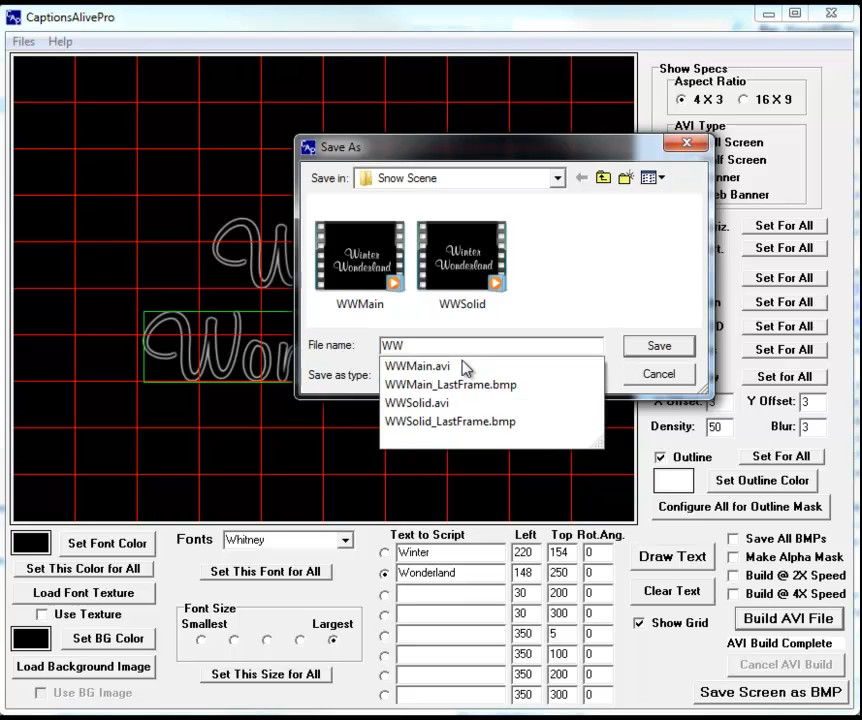 CaptionsAlivePro
Files Help
Show Specs
Aspect Ratio
4 X 3 16 X 9
AVI Type
ll Screen
lf Screen
nner
eb Banner
Save As
Save in: Snow Scene
Winter
Wonderland
Winter
Wonderland
WWMain WWSolid
File name: WW Save
Save as type: Cancel
WWMain.avi
WWMain_LastFrame.bmp
WWSolid.avi
WWSolid_LastFrame.bmp
W
Won
iz. Set For All
t. Set For All
Set For All
n Set For All
D Set For All
Set For All
Set for All
X Offset: 3 Y Offset: 3
Density: 50 Blur: 3
Outline Set For All
Set Outline Color
Configure All for Outline Mask
Set Font Color
Set This Color for All
Load Font Texture
Use Texture
Set BG Color
Load Background Image
Use BG Image
Fonts Whitney
Set This Font for All
Font Size
Smallest Largest
Set This Size for All
Text to Script Left Top Rot.Ang.
Winter 220 154 0
Wonderland 148 250 0
30 200 0
30 300 0
350 5 0
350 100 0
350 200 0
350 300 0
Draw Text
Clear Text
Show Grid
Save All BMPs
Make Alpha Mask
Build @ 2X Speed
Build @ 4X Speed
Build AVI File
AVI Build Complete
Cancel AVI Build
Save Screen as BMP